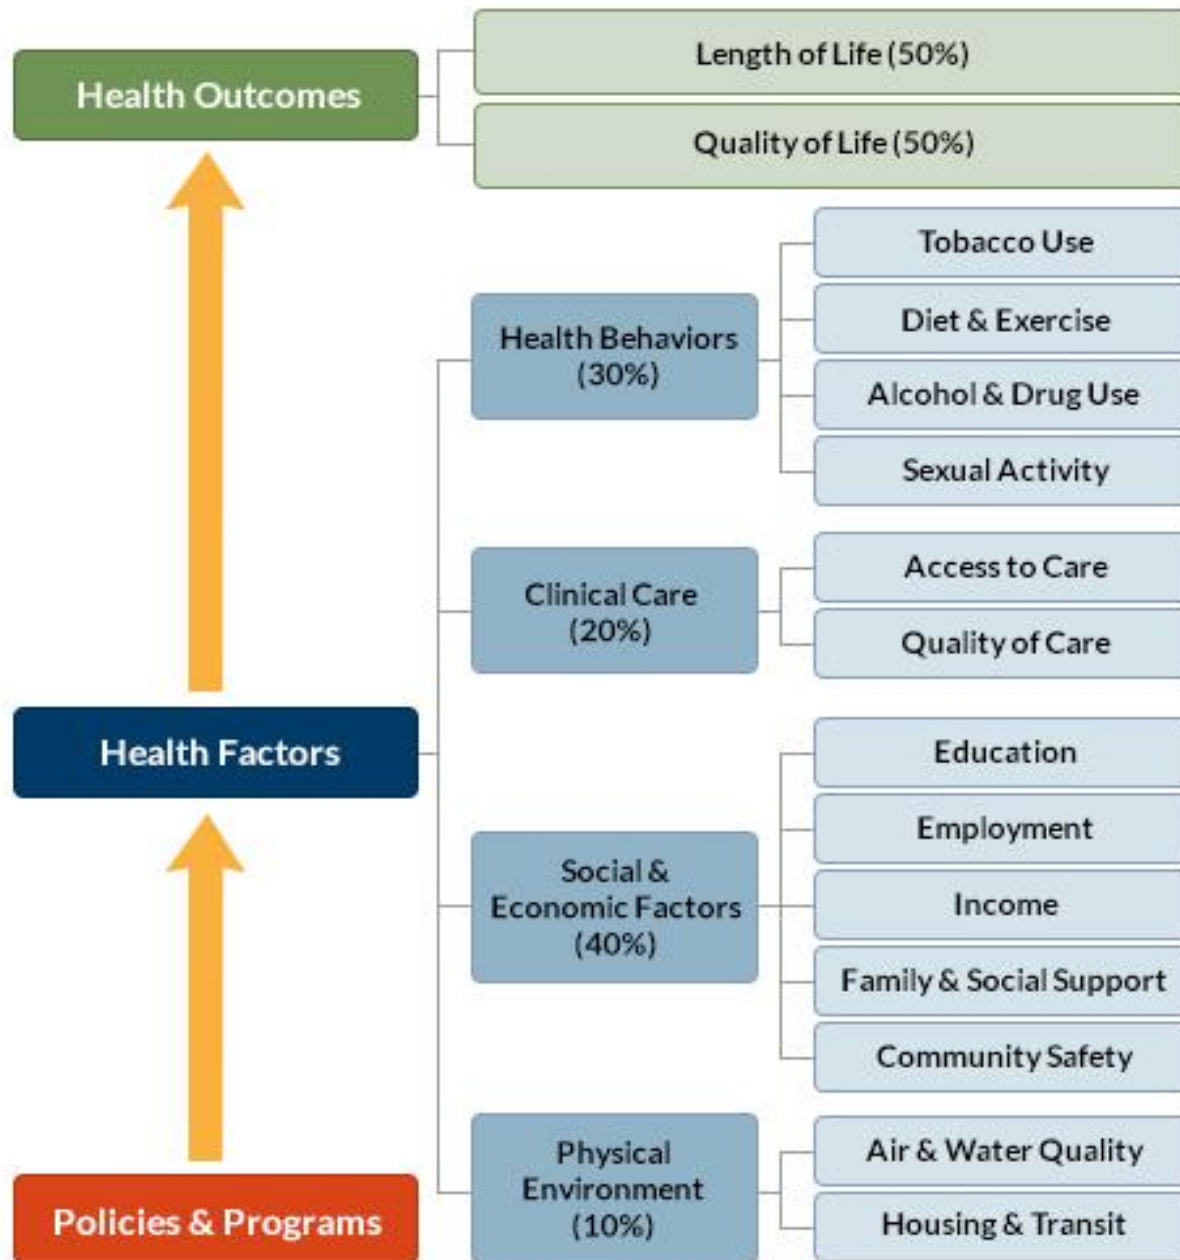 Health Outcomes
Length of Life (50%)
Quality of Life (50%)
Health Factors
Health Behaviors
(30%)
Tobacco Use
Diet & Exercise
Alcohol & Drug Use
Sexual Activity
Clinical Care
(20%)
Access to Care
Quality of Care
Social &
Economic Factors
(40%)
Education
Employment
Income
Family & Social Support
Community Safety
Physical
Environment
(10%)
Air & Water Quality
Housing & Transit
Policies & Programs